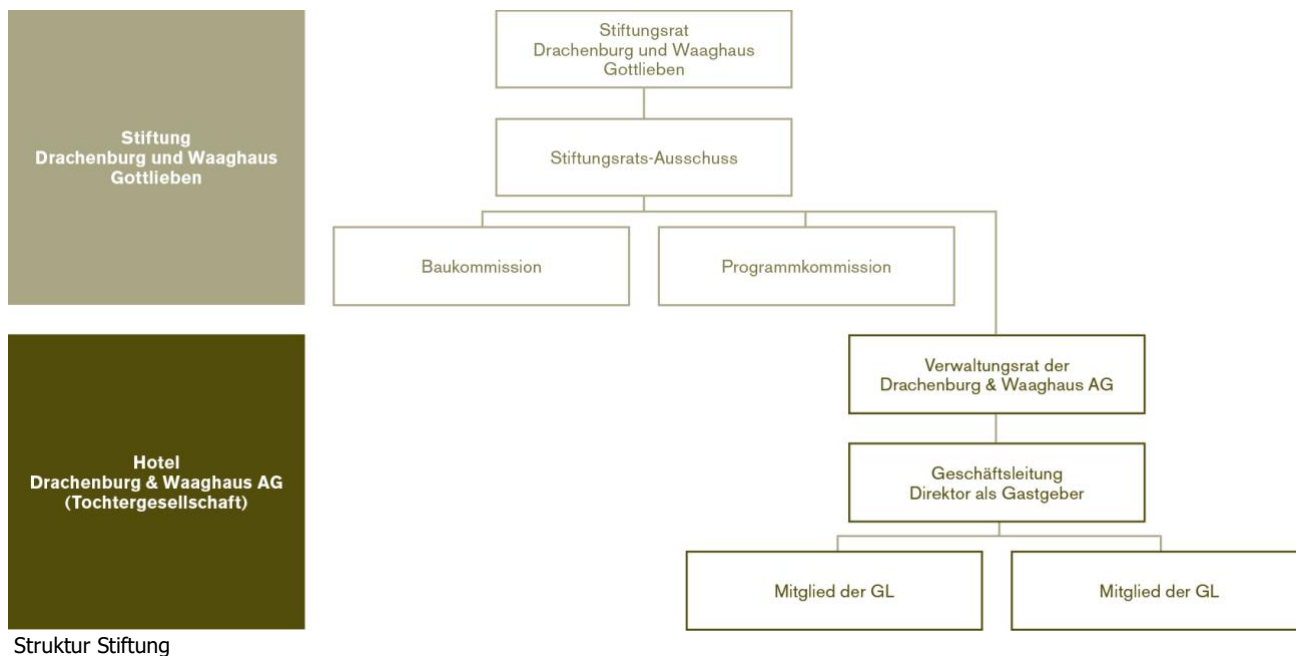 Stiftungsrat
Drachenburg und Waaghaus
Gottlieben
Stiftung
Drachenburg und Waaghaus
Gottlieben
Stiftungsrats-Ausschuss
Baukommission
Programmkommission
Verwaltungsrat der
Drachenburg & Waaghaus AG
Hotel
Drachenburg & Waaghaus AG
(Tochtergesellschaft)
Geschäftsleitung
Direktor als Gastgeber
Mitglied der GL
Mitglied der GL
Struktur Stiftung